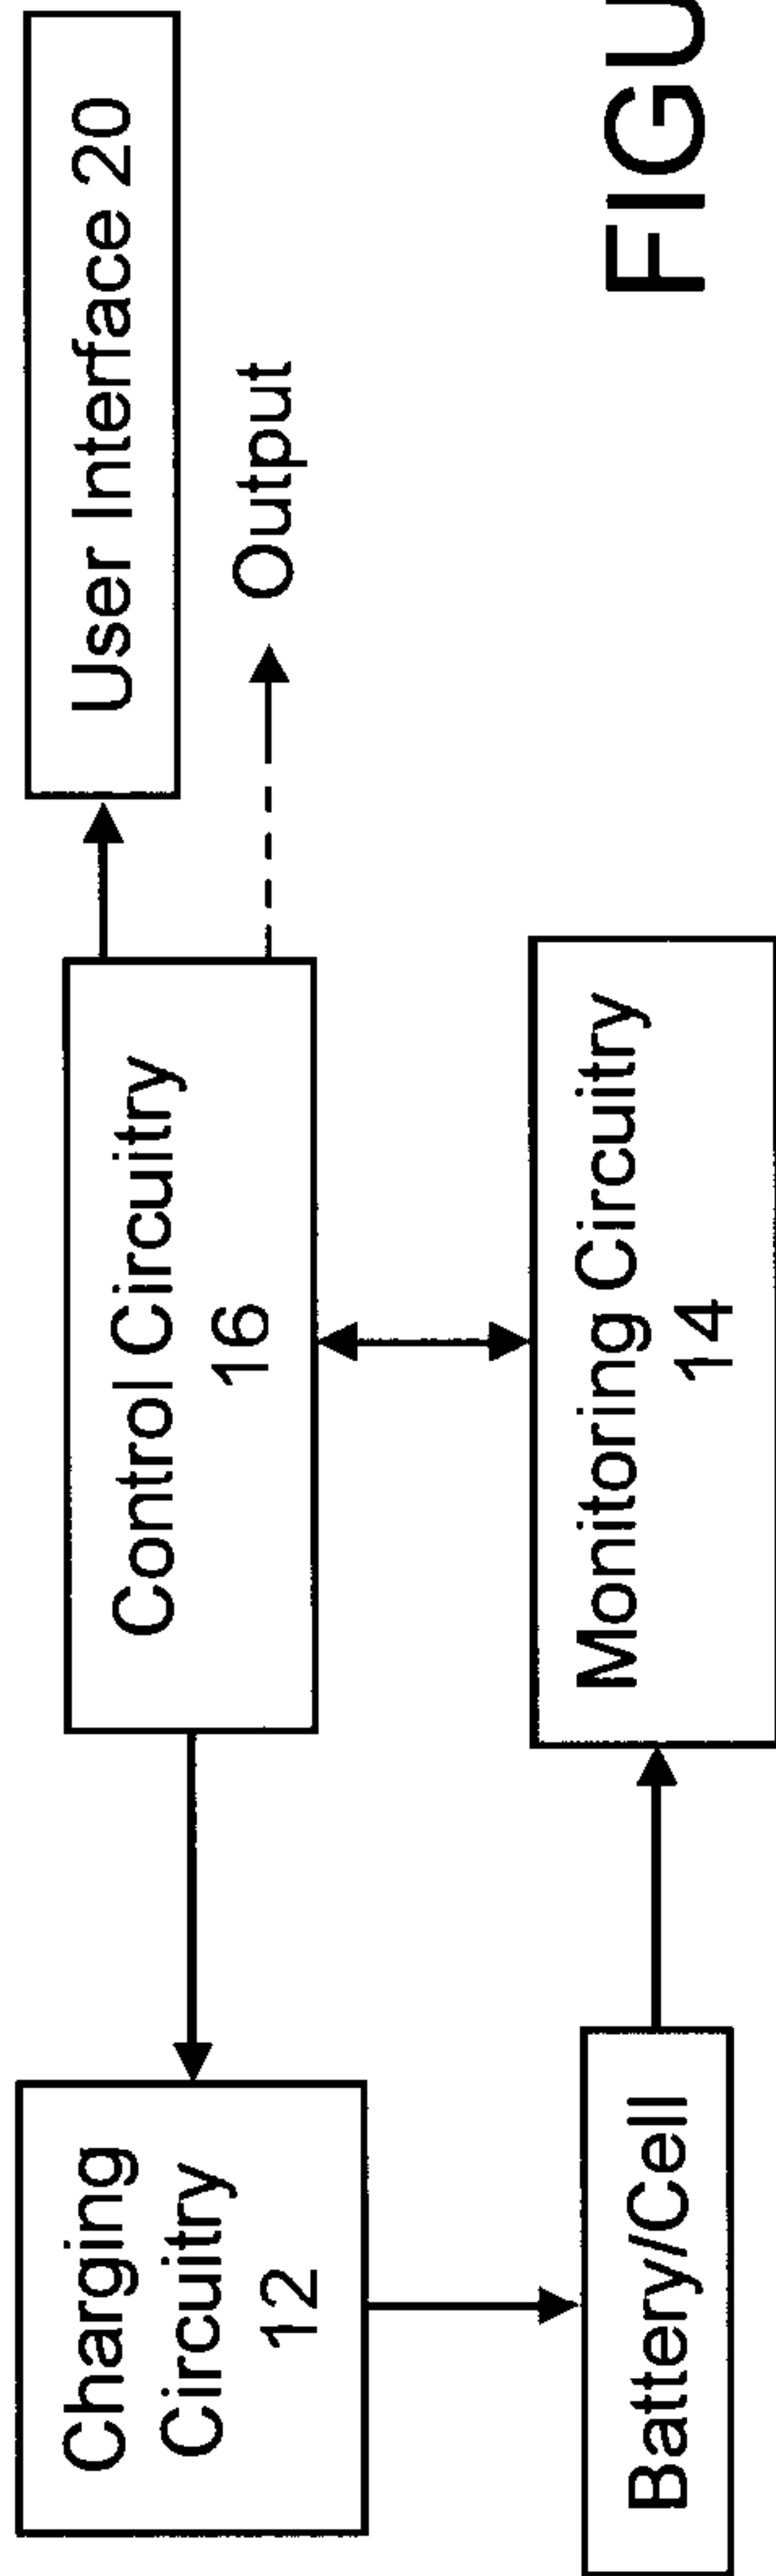 Charging
Circuitry
12
Control Circuitry
16
User Interface 20
Output
Battery/Cell
Monitoring Circuitry
14
FIGU